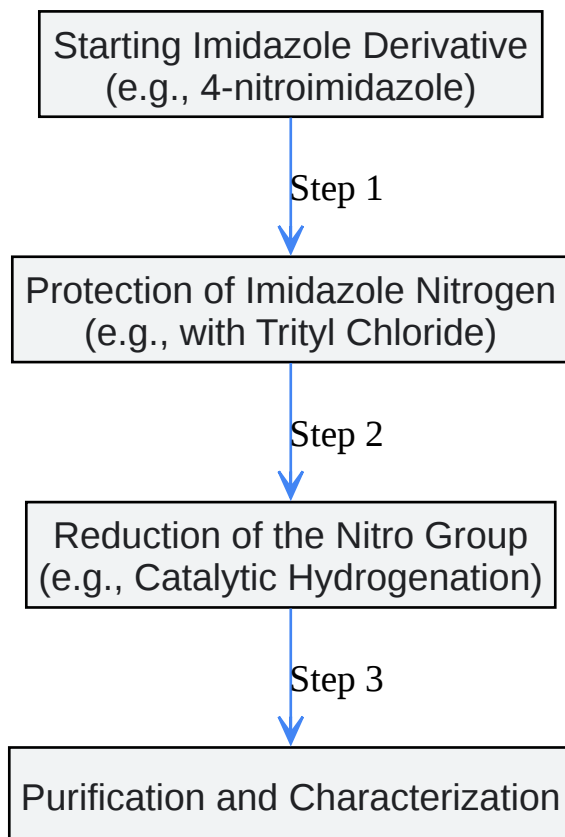 Starting Imidazole Derivative
(e.g., 4-nitroimidazole)
Step 1
Protection of Imidazole Nitrogen
(e.g., with Trityl Chloride)
Step 2
Reduction of the Nitro Group
(e.g., Catalytic Hydrogenation)
Step 3
Purification and Characterization